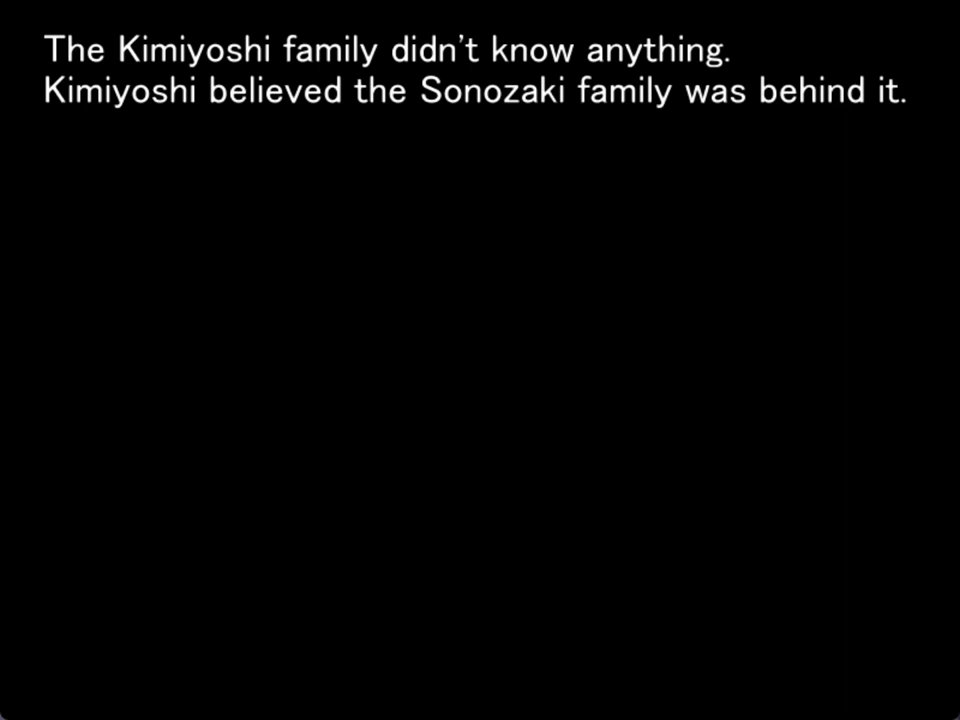 The Kimiyoshi family didn't know anything.
Kimiyoshi believed the Sonozaki family was behind it.